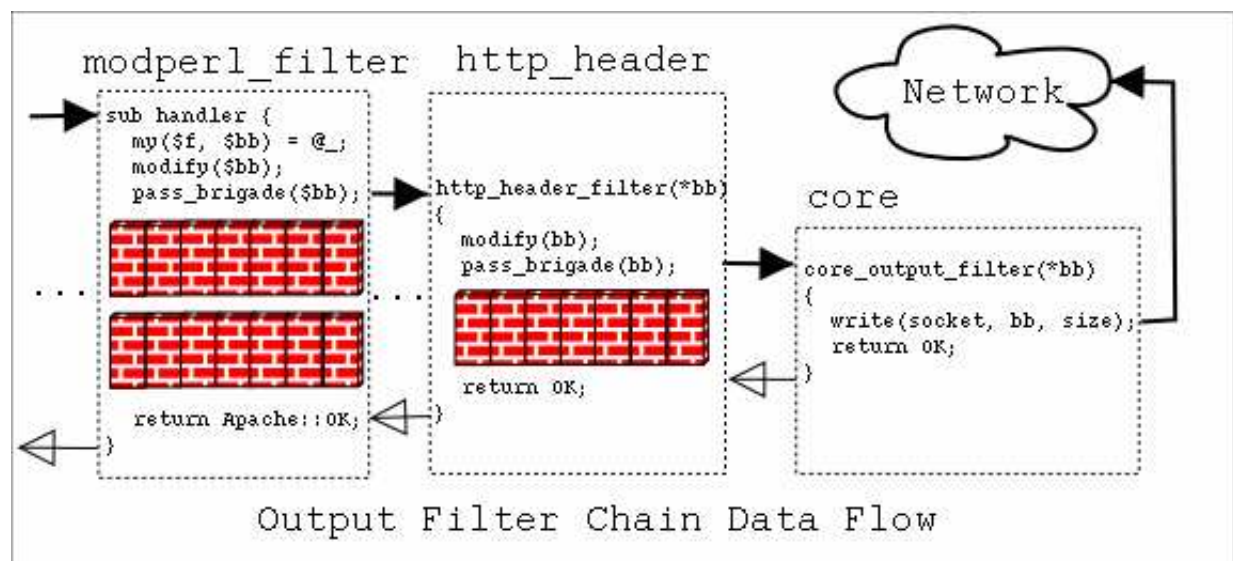 modperl_filter
sub handler {
my($f, $bb) = @_;
modify($bb);
pass_brigade($bb);
. . .
return Apache::OK;
}
http_header
http_header_filter(*bb)
{
modify(bb);
pass_brigade(bb);
. . .
return OK;
}
Network
core
core_output_filter(*bb)
{
write(socket, bb, size);
return OK;
}
Output Filter Chain Data Flow